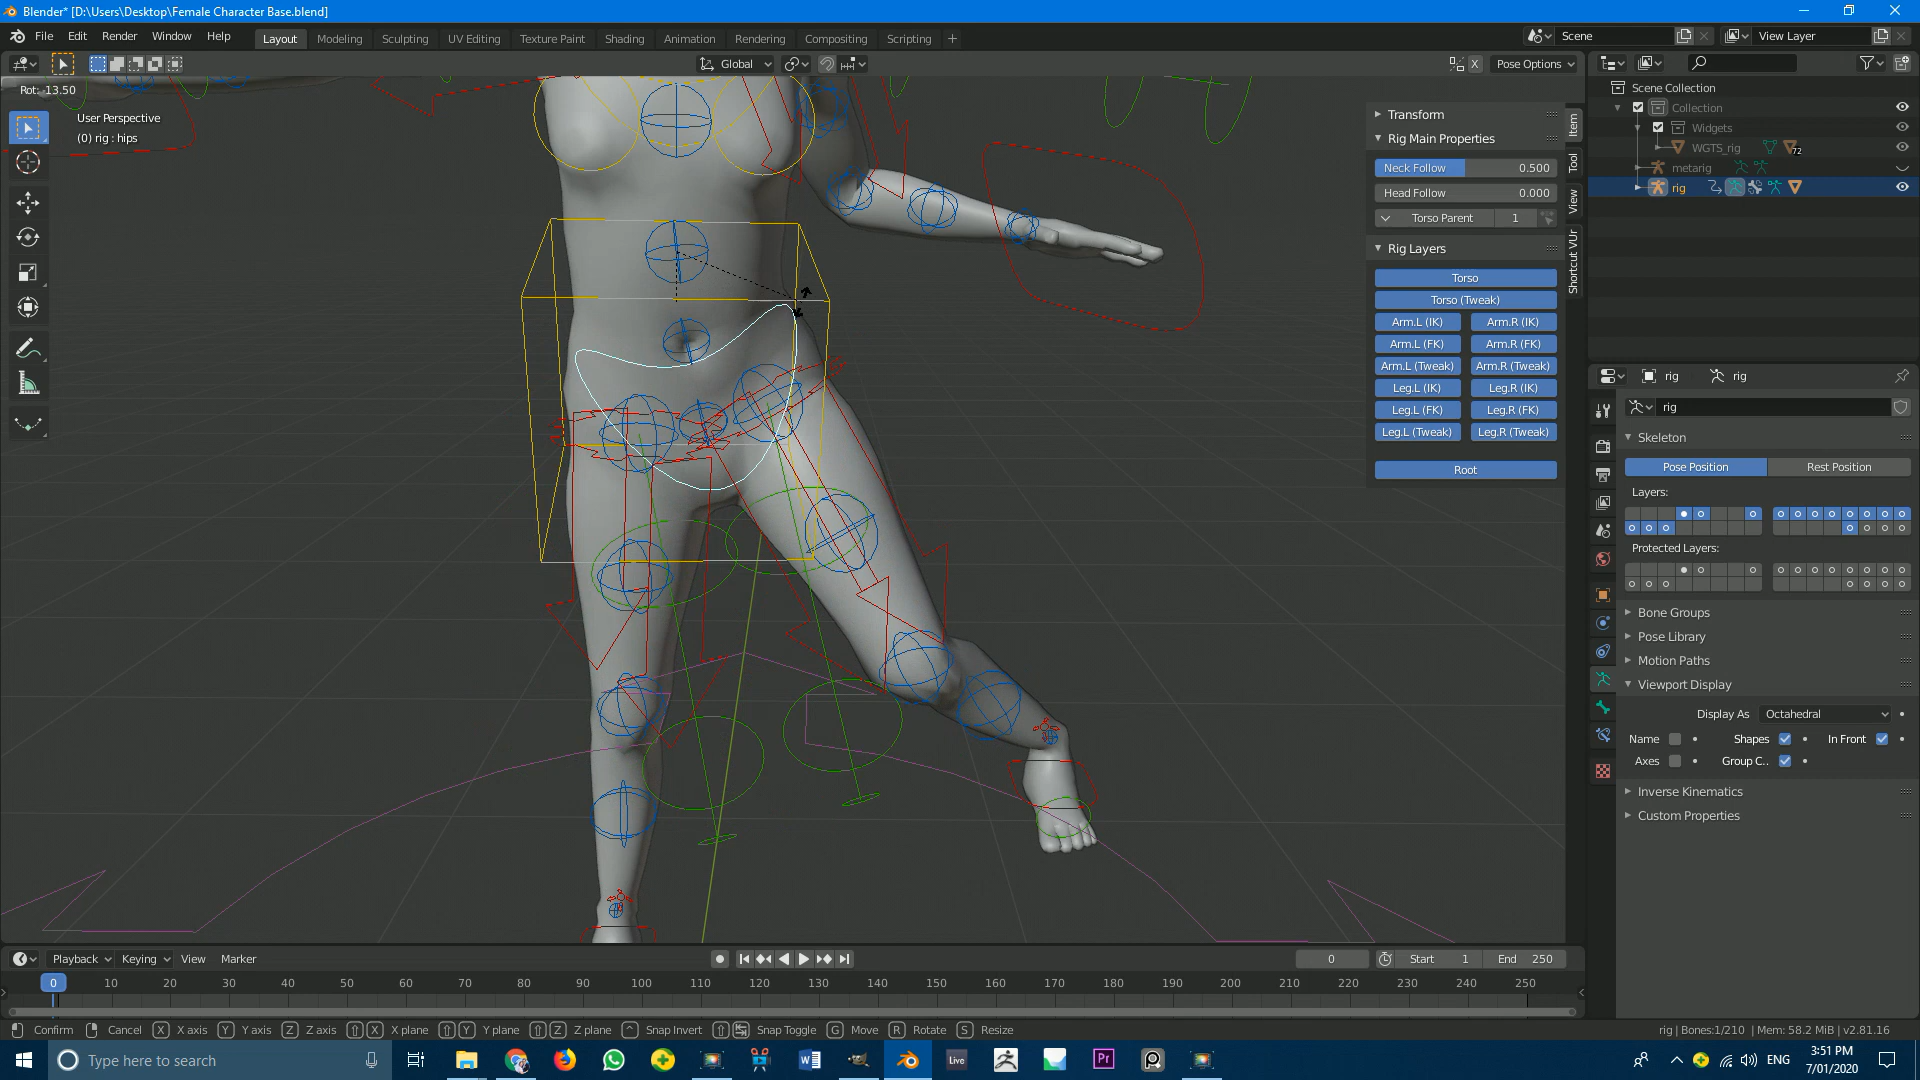 Blender* [D:\Users\Desktop\Female Character Base.blend]
File Edit Render Window Help
Layout Modeling Sculpting UV Editing Texture Paint Shading Animation Rendering Compositing Scripting +
Scene
View Layer
Global
X
Pose Options
Rot: -13.50
User Perspective
(0) rig : hips
Transform
Rig Main Properties
Neck Follow 0.500
Head Follow 0.000
Torso Parent 1
Rig Layers
Torso
Torso (Tweak)
Arm.L (IK) Arm.R (IK)
Arm.L (FK) Arm.R (FK)
Arm.L (Tweak) Arm.R (Tweak)
Leg.L (IK) Leg.R (IK)
Leg.L (FK) Leg.R (FK)
Leg.L (Tweak) Leg.R (Tweak)
Root
Item
Tool
View
Shortcut VUr
Scene Collection
Collection
Widgets
WGTS_rig 72
metarig
rig
rig rig
rig
Skeleton
Pose Position Rest Position
Layers:
Protected Layers:
Bone Groups
Pose Library
Motion Paths
Viewport Display
Display As Octahedral
Name Shapes In Front
Axes Group C..
Inverse Kinematics
Custom Properties
Playback Keying View Marker
0 Start 1 End 250
0 10 20 30 40 50 60 70 80 90 100 110 120 130 140 150 160 170 180 190 200 210 220 230 240 250
Confirm Cancel X X axis Y Y axis Z Z axis X X plane Y Y plane Z Z plane Snap Invert Snap Toggle G Move R Rotate S Resize
rig | Bones:1/210 | Mem: 58.2 MiB | v2.81.16
Type here to search
Live
Pr
ENG
3:51 PM
7/01/2020